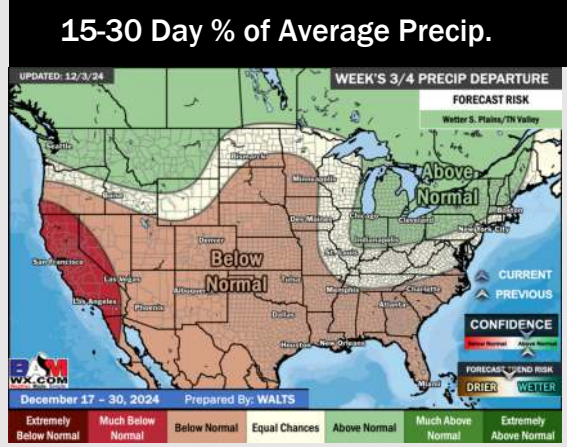 15-30 Day % of Average Precip.
UPDATED: 12/3/24
WEEK'S 3/4 PRECIP DEPARTURE
FORECAST RISK
Wetter S. Plains/TN Valley
Seattle
Bismarck
Minneapolis
Above
Normal
Boise
Boston
Chicago
Cleveland
New York City
Des Moines
Indianapolis
Denver
St. Louis
San Francisco
Below
Normal
Las Vegas
Tulsa
Los Angeles
Albuquerque
Memphis
Charlotte
Phoenix
Atlanta
Dallas
Houston
New Orleans
Miami
CURRENT
PREVIOUS
CONFIDENCE
Below Normal
Above Normal
FORECAST TREND RISK
DRIER
WETTER
BAM
WX.COM
December 17 – 30, 2024
Prepared By: WALTS
Extremely
Below Normal
Much Below
Normal
Below Normal
Equal Chances
Above Normal
Much Above
Normal
Extremely
Above Normal